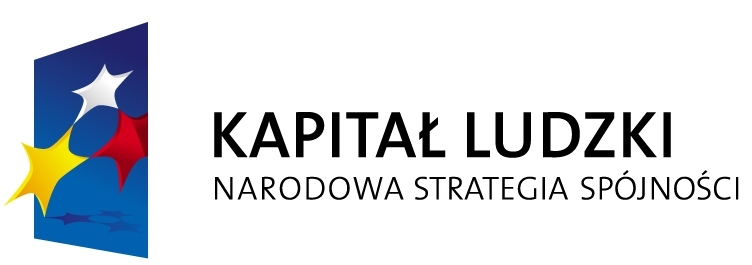 KAPITAŁ LUDZKI
NARODOWA STRATEGIA SPÓJNOŚCI